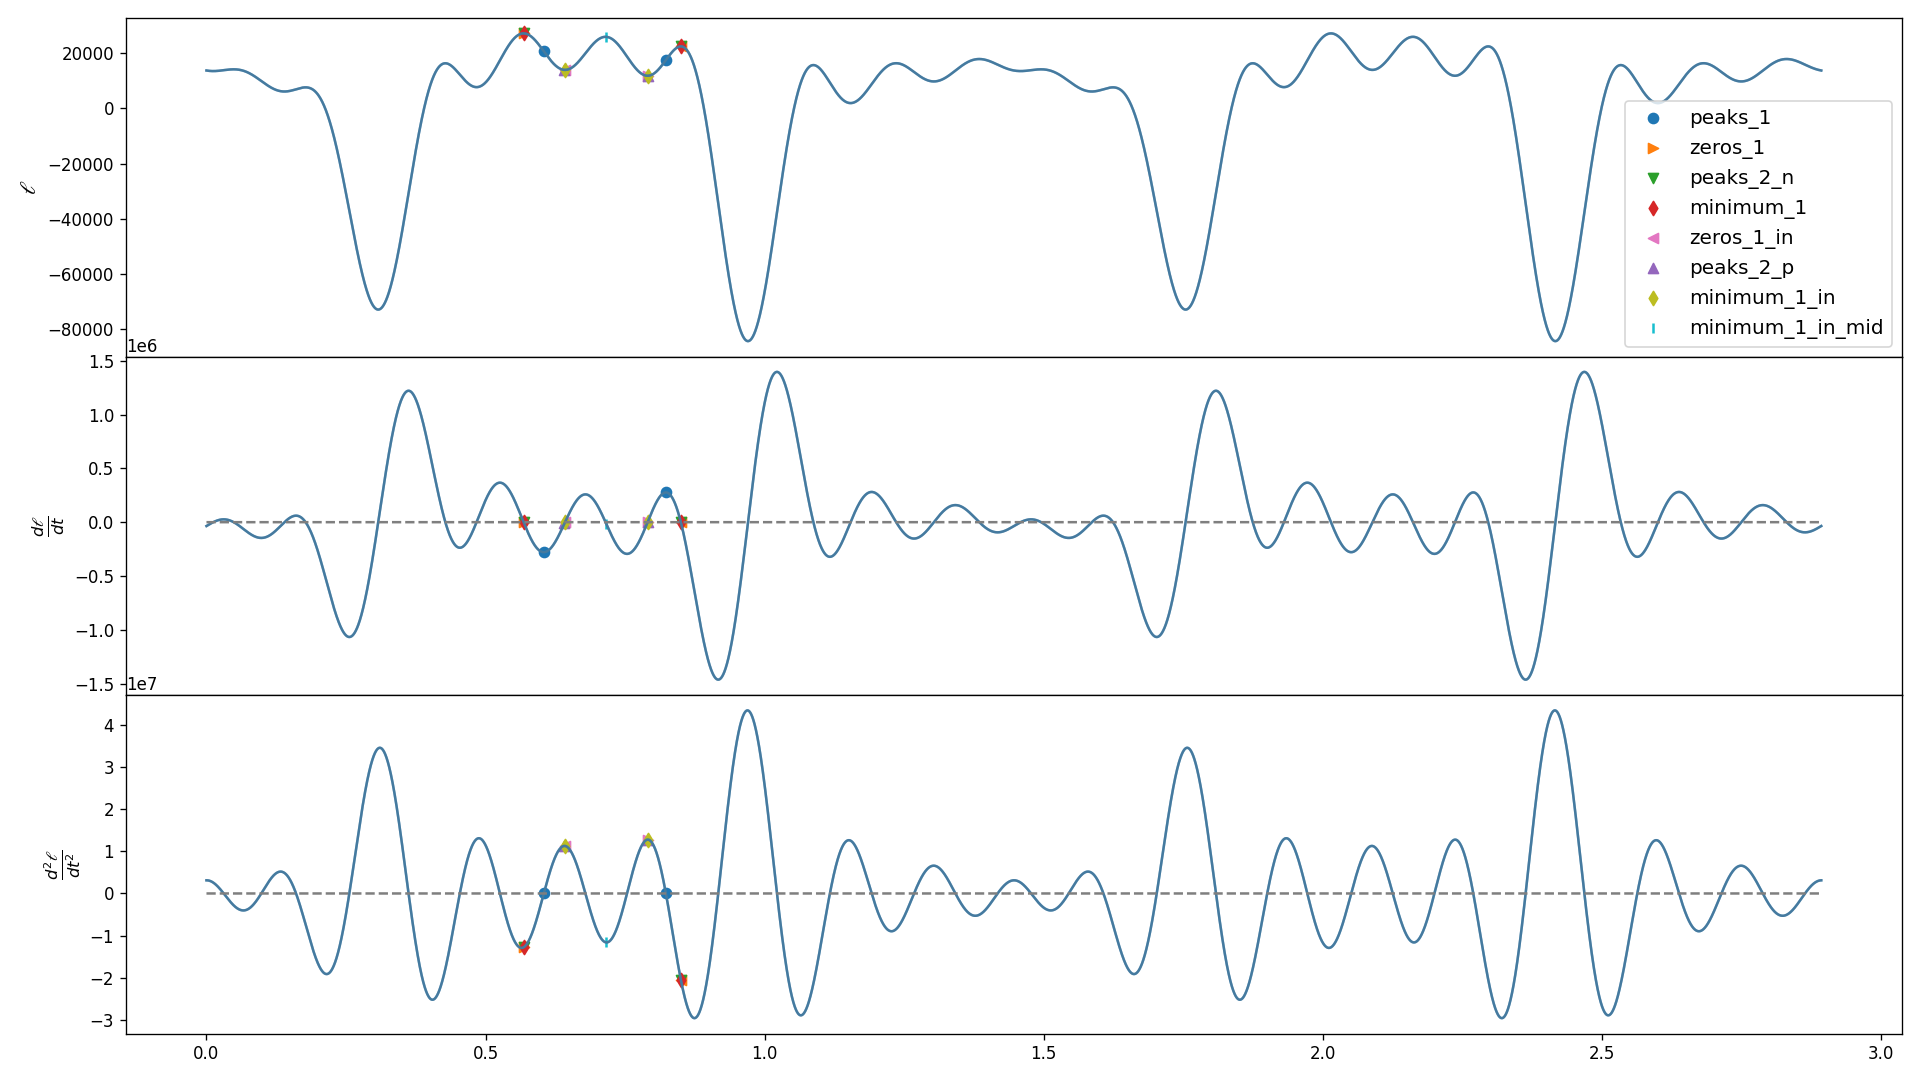 20000
0
−20000
−40000
−60000
−80000
ℓ
peaks_1
zeros_1
peaks_2_n
minimum_1
zeros_1_in
peaks_2_p
minimum_1_in
minimum_1_in_mid
1e6
1.5
1.0
0.5
0.0
−0.5
−1.0
−1.5
dℓ/dt
1e7
4
3
2
1
0
−1
−2
−3
d²ℓ/dt²
0.0 0.5 1.0 1.5 2.0 2.5 3.0